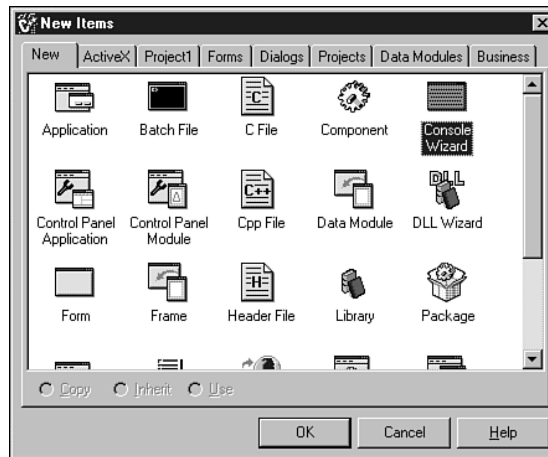 New Items
New ActiveX Project1 Forms Dialogs Projects Data Modules Business
Application Batch File C File Component Console
Wizard
Control Panel
Application
Control Panel
Module
Cpp File Data Module DLL Wizard
Form Frame Header File Library Package
Copy Inherit Use
OK Cancel Help